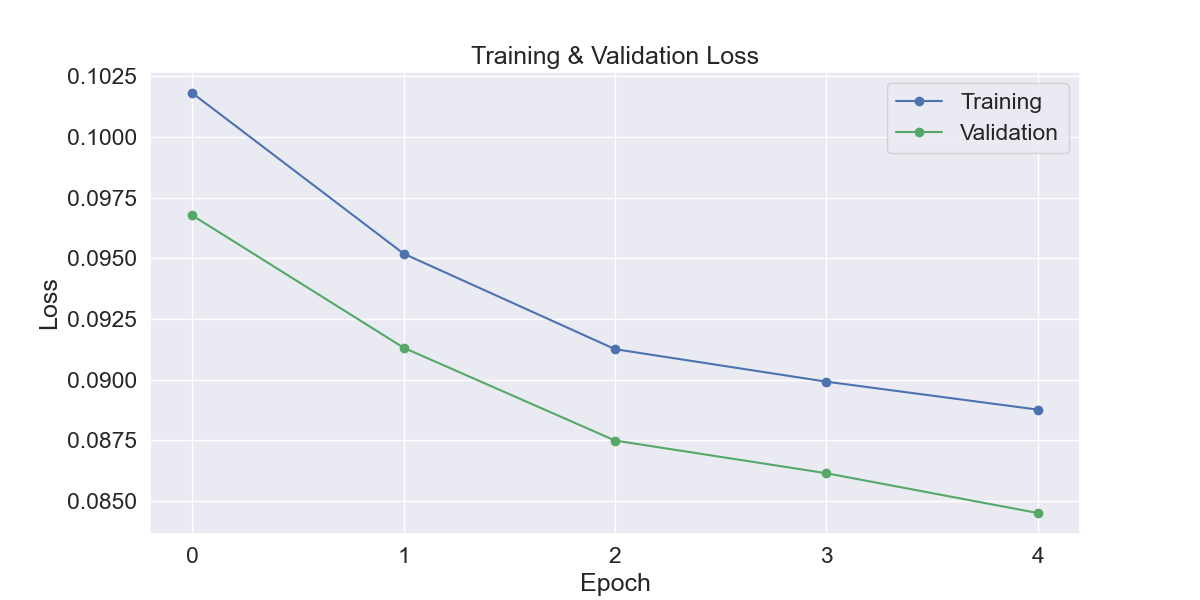 Training & Validation Loss
0.1025
0.1000
0.0975
0.0950
0.0925
0.0900
0.0875
0.0850
Loss
Training
Validation
0 1 2 3 4
Epoch